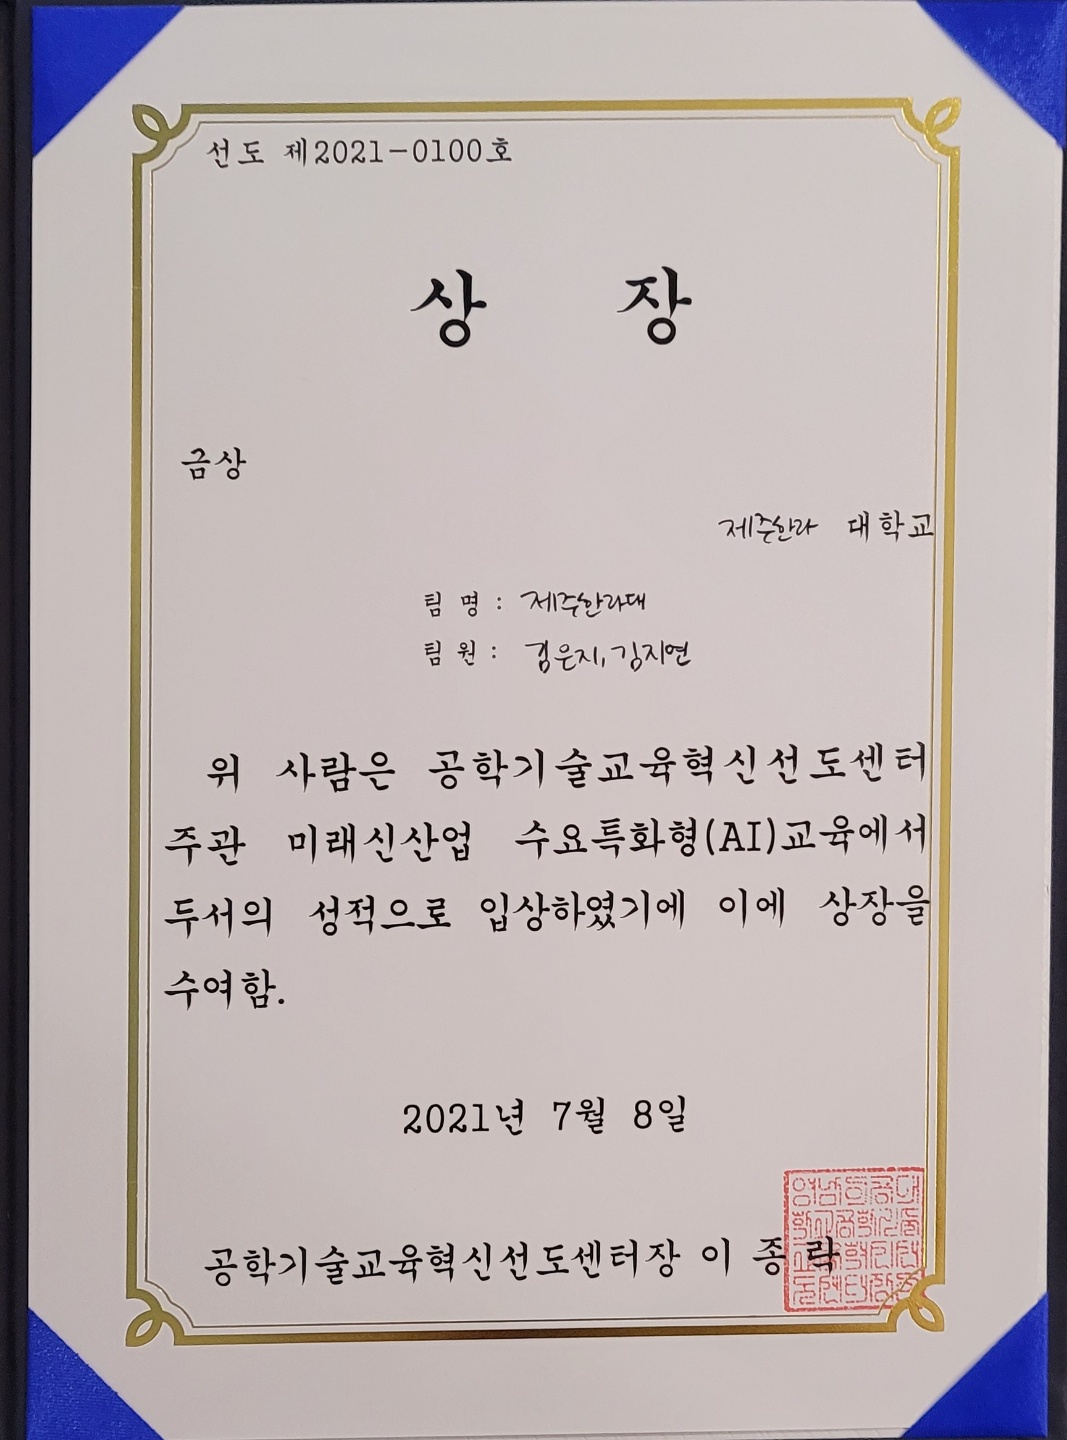 선도 제2021-0100호
상 장
금상
제주한라 대학교
팀 명 : 제주한라대
팀 원 : 김은지, 김지연
위 사람은 공학기술교육혁신선도센터
주관 미래신산업 수요특화형(AI)교육에서
두서의 성적으로 입상하였기에 이에 상장을
수여함.
2021년 7월 8일
공학기술교육혁신선도센터장 이 종 락